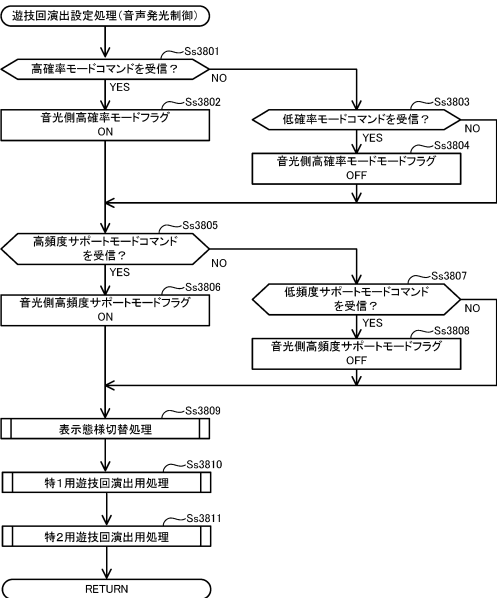 遊技回演出設定処理(音声発光制御)
Ss3801
高確率モードコマンドを受信?
NO
YES
Ss3802
音光側高確率モードフラグ
ON
Ss3803
低確率モードコマンドを受信?
NO
YES
Ss3804
音光側高確率モードモードフラグ
OFF
Ss3805
高頻度サポートモードコマンド
を受信?
NO
YES
Ss3806
音光側高頻度サポートモードフラグ
ON
Ss3807
低頻度サポートモードコマンド
を受信?
NO
YES
Ss3808
音光側高頻度サポートモードフラグ
OFF
Ss3809
表示態様切替処理
Ss3810
特1用遊技回演出用処理
Ss3811
特2用遊技回演出用処理
RETURN